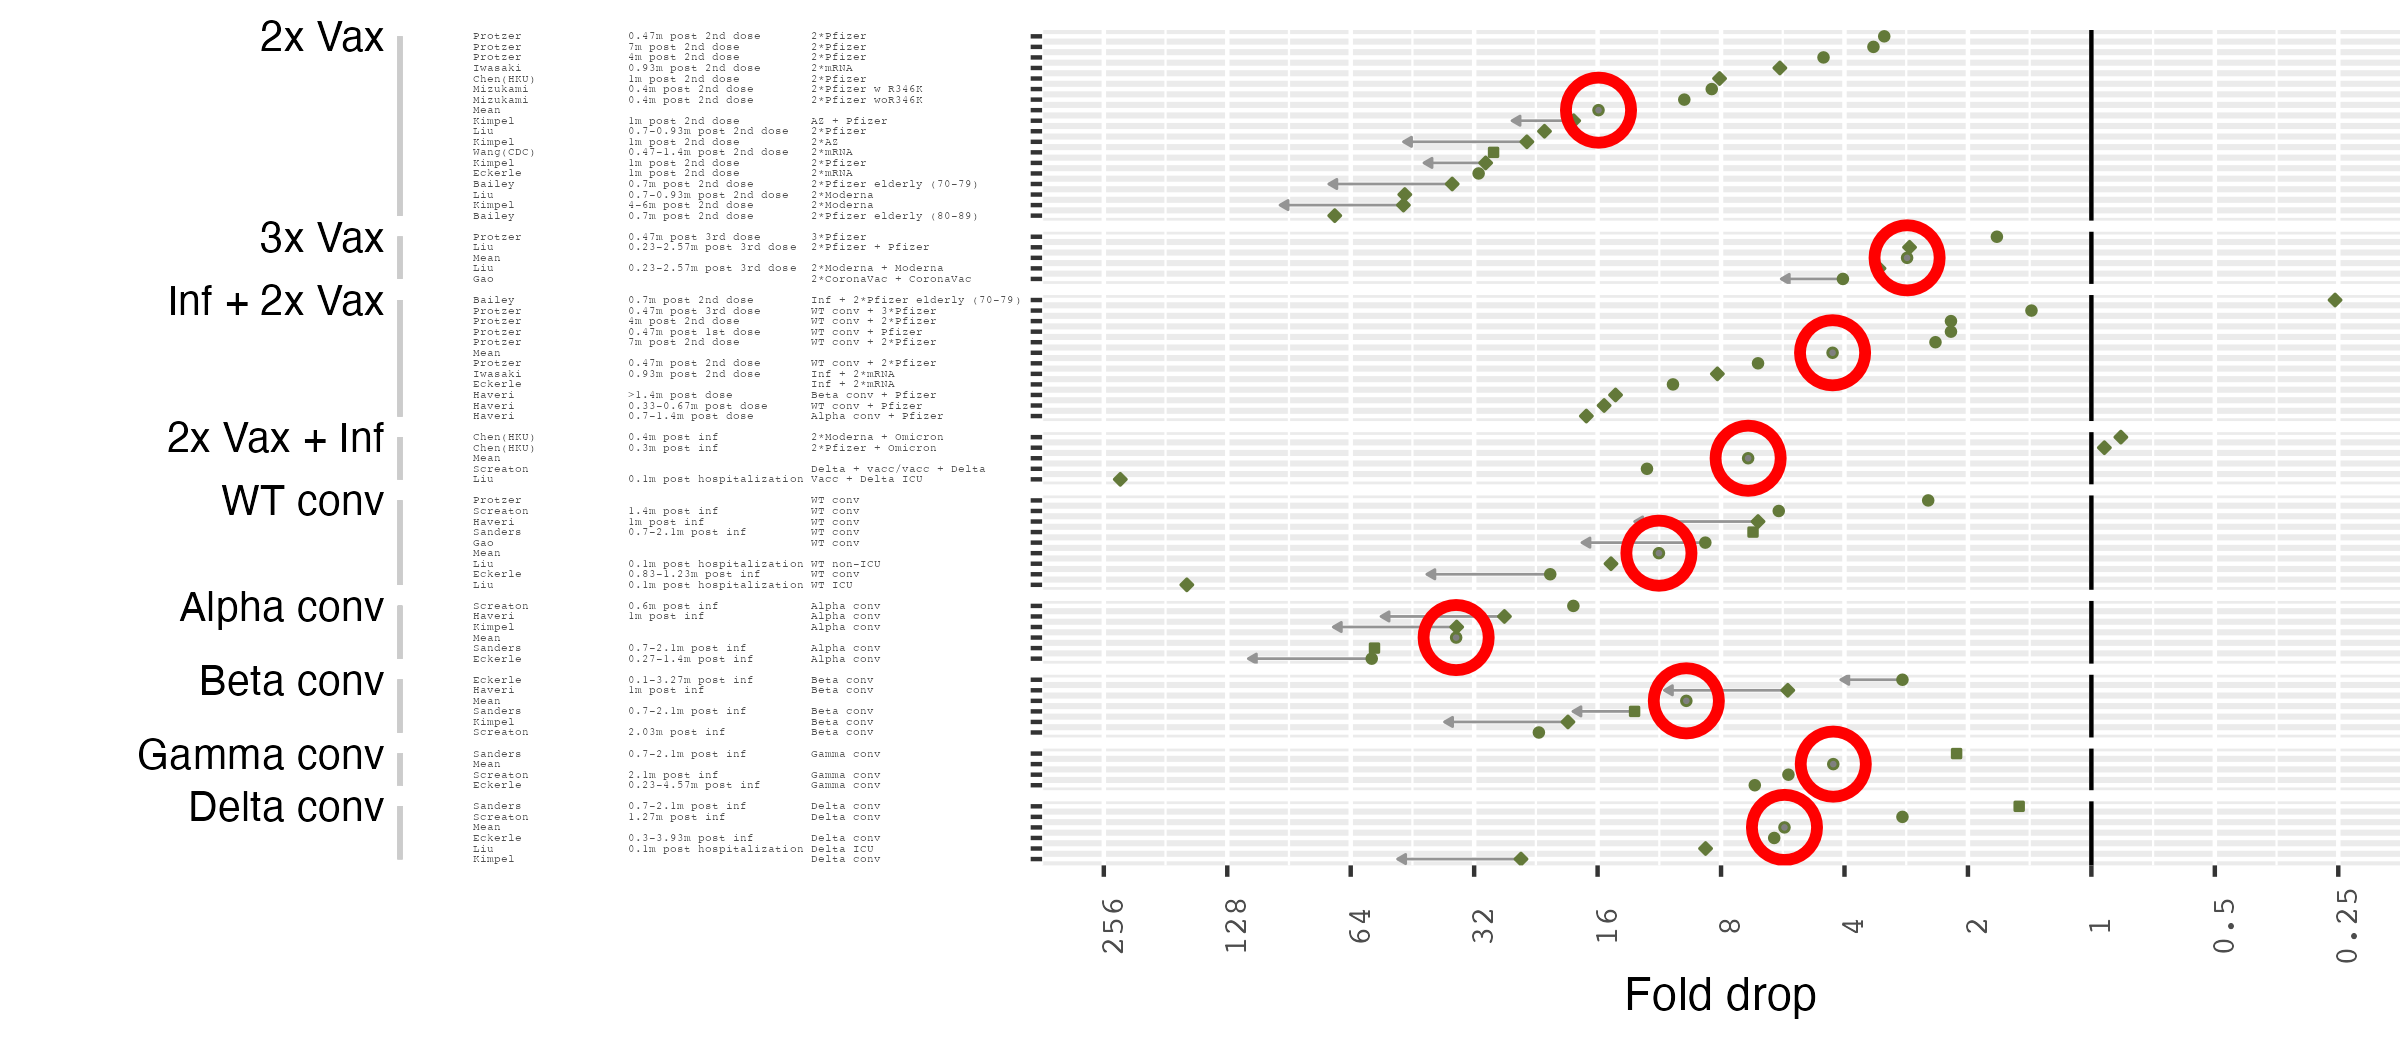 2x Vax
Protzer 0.47m post 2nd dose 2*Pfizer
Protzer 7m post 2nd dose 2*Pfizer
Protzer 4m post 2nd dose 2*Pfizer
Iwasaki 0.93m post 2nd dose 2*mRNA
Chen(HKU) 1m post 2nd dose 2*Pfizer
Mizukami 0.4m post 2nd dose 2*Pfizer w R346K
Mizukami 0.4m post 2nd dose 2*Pfizer woR346K
Mean
Kimpel 1m post 2nd dose AZ + Pfizer
Liu 0.7-0.93m post 2nd dose 2*Pfizer
Kimpel 1m post 2nd dose 2*AZ
Wang(CDC) 0.47-1.4m post 2nd dose 2*mRNA
Kimpel 1m post 2nd dose 2*Pfizer
Eckerle 1m post 2nd dose 2*mRNA
Bailey 0.7m post 2nd dose 2*Pfizer elderly (70-79)
Liu 0.7-0.93m post 2nd dose 2*Moderna
Kimpel 4-6m post 2nd dose 2*Moderna
Bailey 0.7m post 2nd dose 2*Pfizer elderly (80-89)
3x Vax
Protzer 0.47m post 3rd dose 3*Pfizer
Liu 0.23-2.57m post 3rd dose 2*Pfizer + Pfizer
Mean
Liu 0.23-2.57m post 3rd dose 2*Moderna + Moderna
Gao 2*CoronaVac + CoronaVac
Inf + 2x Vax
Bailey 0.7m post 2nd dose Inf + 2*Pfizer elderly (70-79)
Protzer 0.47m post 3rd dose WT conv + 3*Pfizer
Protzer 4m post 2nd dose WT conv + 2*Pfizer
Protzer 0.47m post 1st dose WT conv + Pfizer
Protzer 7m post 2nd dose WT conv + 2*Pfizer
Mean
Protzer 0.47m post 2nd dose WT conv + 2*Pfizer
Iwasaki 0.93m post 2nd dose Inf + 2*mRNA
Eckerle Inf + 2*mRNA
Haveri >1.4m post dose Beta conv + Pfizer
Haveri 0.33-0.67m post dose WT conv + Pfizer
Haveri 0.7-1.4m post dose Alpha conv + Pfizer
2x Vax + Inf
Chen(HKU) 0.4m post inf 2*Moderna + Omicron
Chen(HKU) 0.3m post inf 2*Pfizer + Omicron
Mean
Screaton Delta + vacc/vacc + Delta
Liu 0.1m post hospitalization Vacc + Delta ICU
WT conv
Protzer WT conv
Screaton 1.4m post inf WT conv
Haveri 1m post inf WT conv
Sanders 0.7-2.1m post inf WT conv
Gao WT conv
Mean
Liu 0.1m post hospitalization WT non-ICU
Eckerle 0.83-1.23m post inf WT conv
Liu 0.1m post hospitalization WT ICU
Alpha conv
Screaton 0.6m post inf Alpha conv
Haveri 1m post inf Alpha conv
Kimpel Alpha conv
Mean
Sanders 0.7-2.1m post inf Alpha conv
Eckerle 0.27-1.4m post inf Alpha conv
Beta conv
Eckerle 0.1-3.27m post inf Beta conv
Haveri 1m post inf Beta conv
Mean
Sanders 0.7-2.1m post inf Beta conv
Kimpel Beta conv
Screaton 2.03m post inf Beta conv
Gamma conv
Sanders 0.7-2.1m post inf Gamma conv
Mean
Screaton 2.1m post inf Gamma conv
Eckerle 0.23-4.57m post inf Gamma conv
Delta conv
Sanders 0.7-2.1m post inf Delta conv
Screaton 1.27m post inf Delta conv
Mean
Eckerle 0.3-3.93m post inf Delta conv
Liu 0.1m post hospitalization Delta ICU
Kimpel Delta conv
256 128 64 32 16 8 4 2 1 0.5 0.25
Fold drop